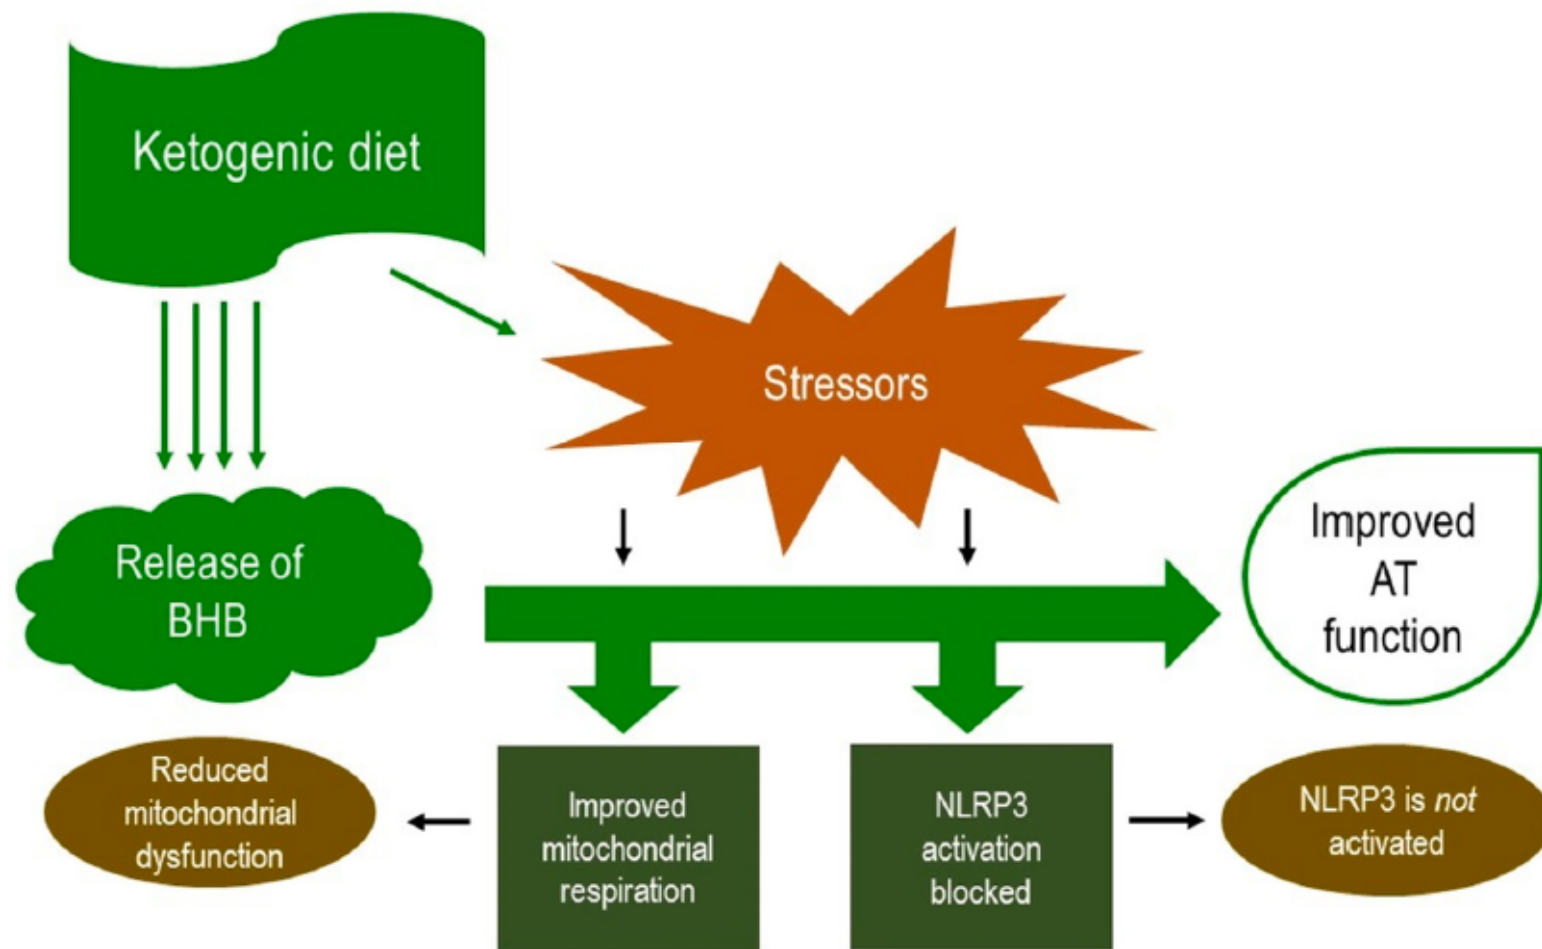 Ketogenic diet
Stressors
Release of
BHB
Improved
AT
function
Reduced
mitochondrial
dysfunction
Improved
mitochondrial
respiration
NLRP3
activation
blocked
NLRP3 is not
activated